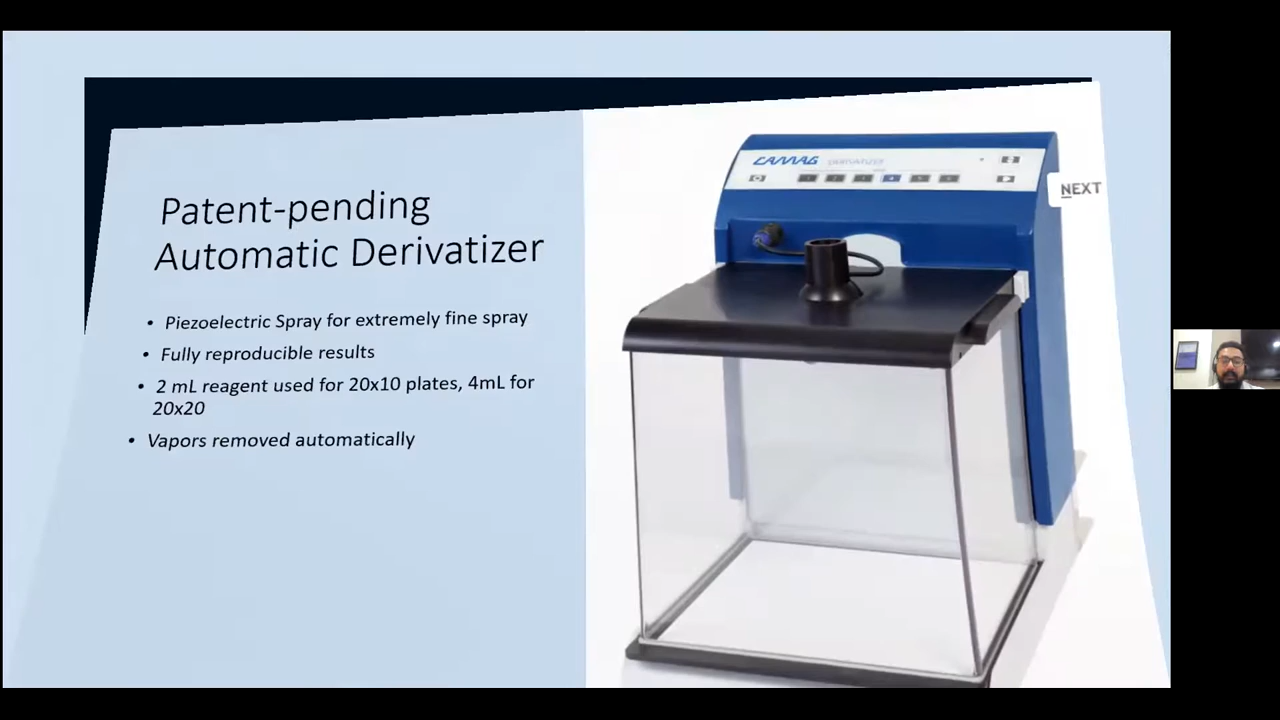 Patent-pending
Automatic Derivatizer
• Piezoelectric Spray for extremely fine spray
• Fully reproducible results
• 2 mL reagent used for 20x10 plates, 4mL for
20x20
• Vapors removed automatically
CAMAG DERIVATIZER
NEXT